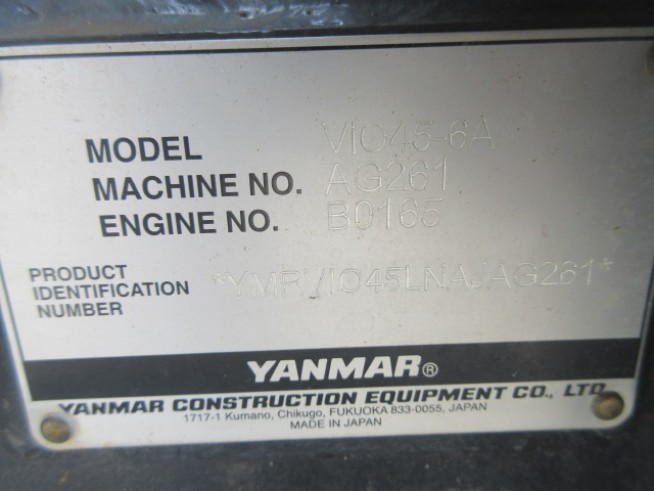 MODEL VIO45-6A
MACHINE NO. AG261
ENGINE NO. B0165
PRODUCT
IDENTIFICATION
NUMBER *YMRVIO45LNAJAG261*
YANMAR®
YANMAR CONSTRUCTION EQUIPMENT CO., LTD.
1717-1 Kumano, Chikugo, FUKUOKA 833-0055, JAPAN
MADE IN JAPAN